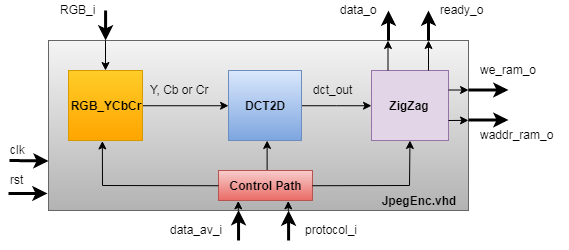 RGB_i
data_o
ready_o
we_ram_o
RGB_YCbCr
Y, Cb or Cr
DCT2D
dct_out
ZigZag
waddr_ram_o
clk
rst
Control Path
JpegEnc.vhd
data_av_i
protocol_i